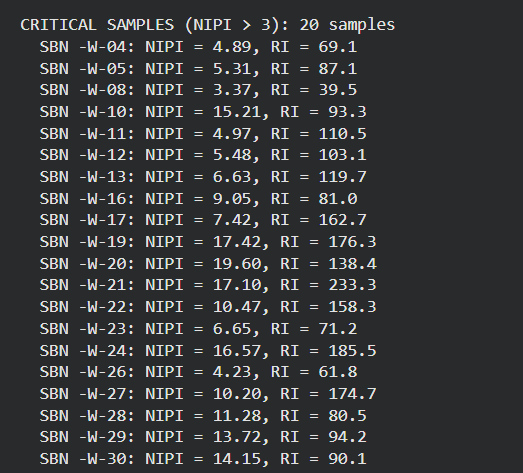 CRITICAL SAMPLES (NIPI > 3): 20 samples
SBN -W-04: NIPI = 4.89, RI = 69.1
SBN -W-05: NIPI = 5.31, RI = 87.1
SBN -W-08: NIPI = 3.37, RI = 39.5
SBN -W-10: NIPI = 15.21, RI = 93.3
SBN -W-11: NIPI = 4.97, RI = 110.5
SBN -W-12: NIPI = 5.48, RI = 103.1
SBN -W-13: NIPI = 6.63, RI = 119.7
SBN -W-16: NIPI = 9.05, RI = 81.0
SBN -W-17: NIPI = 7.42, RI = 162.7
SBN -W-19: NIPI = 17.42, RI = 176.3
SBN -W-20: NIPI = 19.60, RI = 138.4
SBN -W-21: NIPI = 17.10, RI = 233.3
SBN -W-22: NIPI = 10.47, RI = 158.3
SBN -W-23: NIPI = 6.65, RI = 71.2
SBN -W-24: NIPI = 16.57, RI = 185.5
SBN -W-26: NIPI = 4.23, RI = 61.8
SBN -W-27: NIPI = 10.20, RI = 174.7
SBN -W-28: NIPI = 11.28, RI = 80.5
SBN -W-29: NIPI = 13.72, RI = 94.2
SBN -W-30: NIPI = 14.15, RI = 90.1